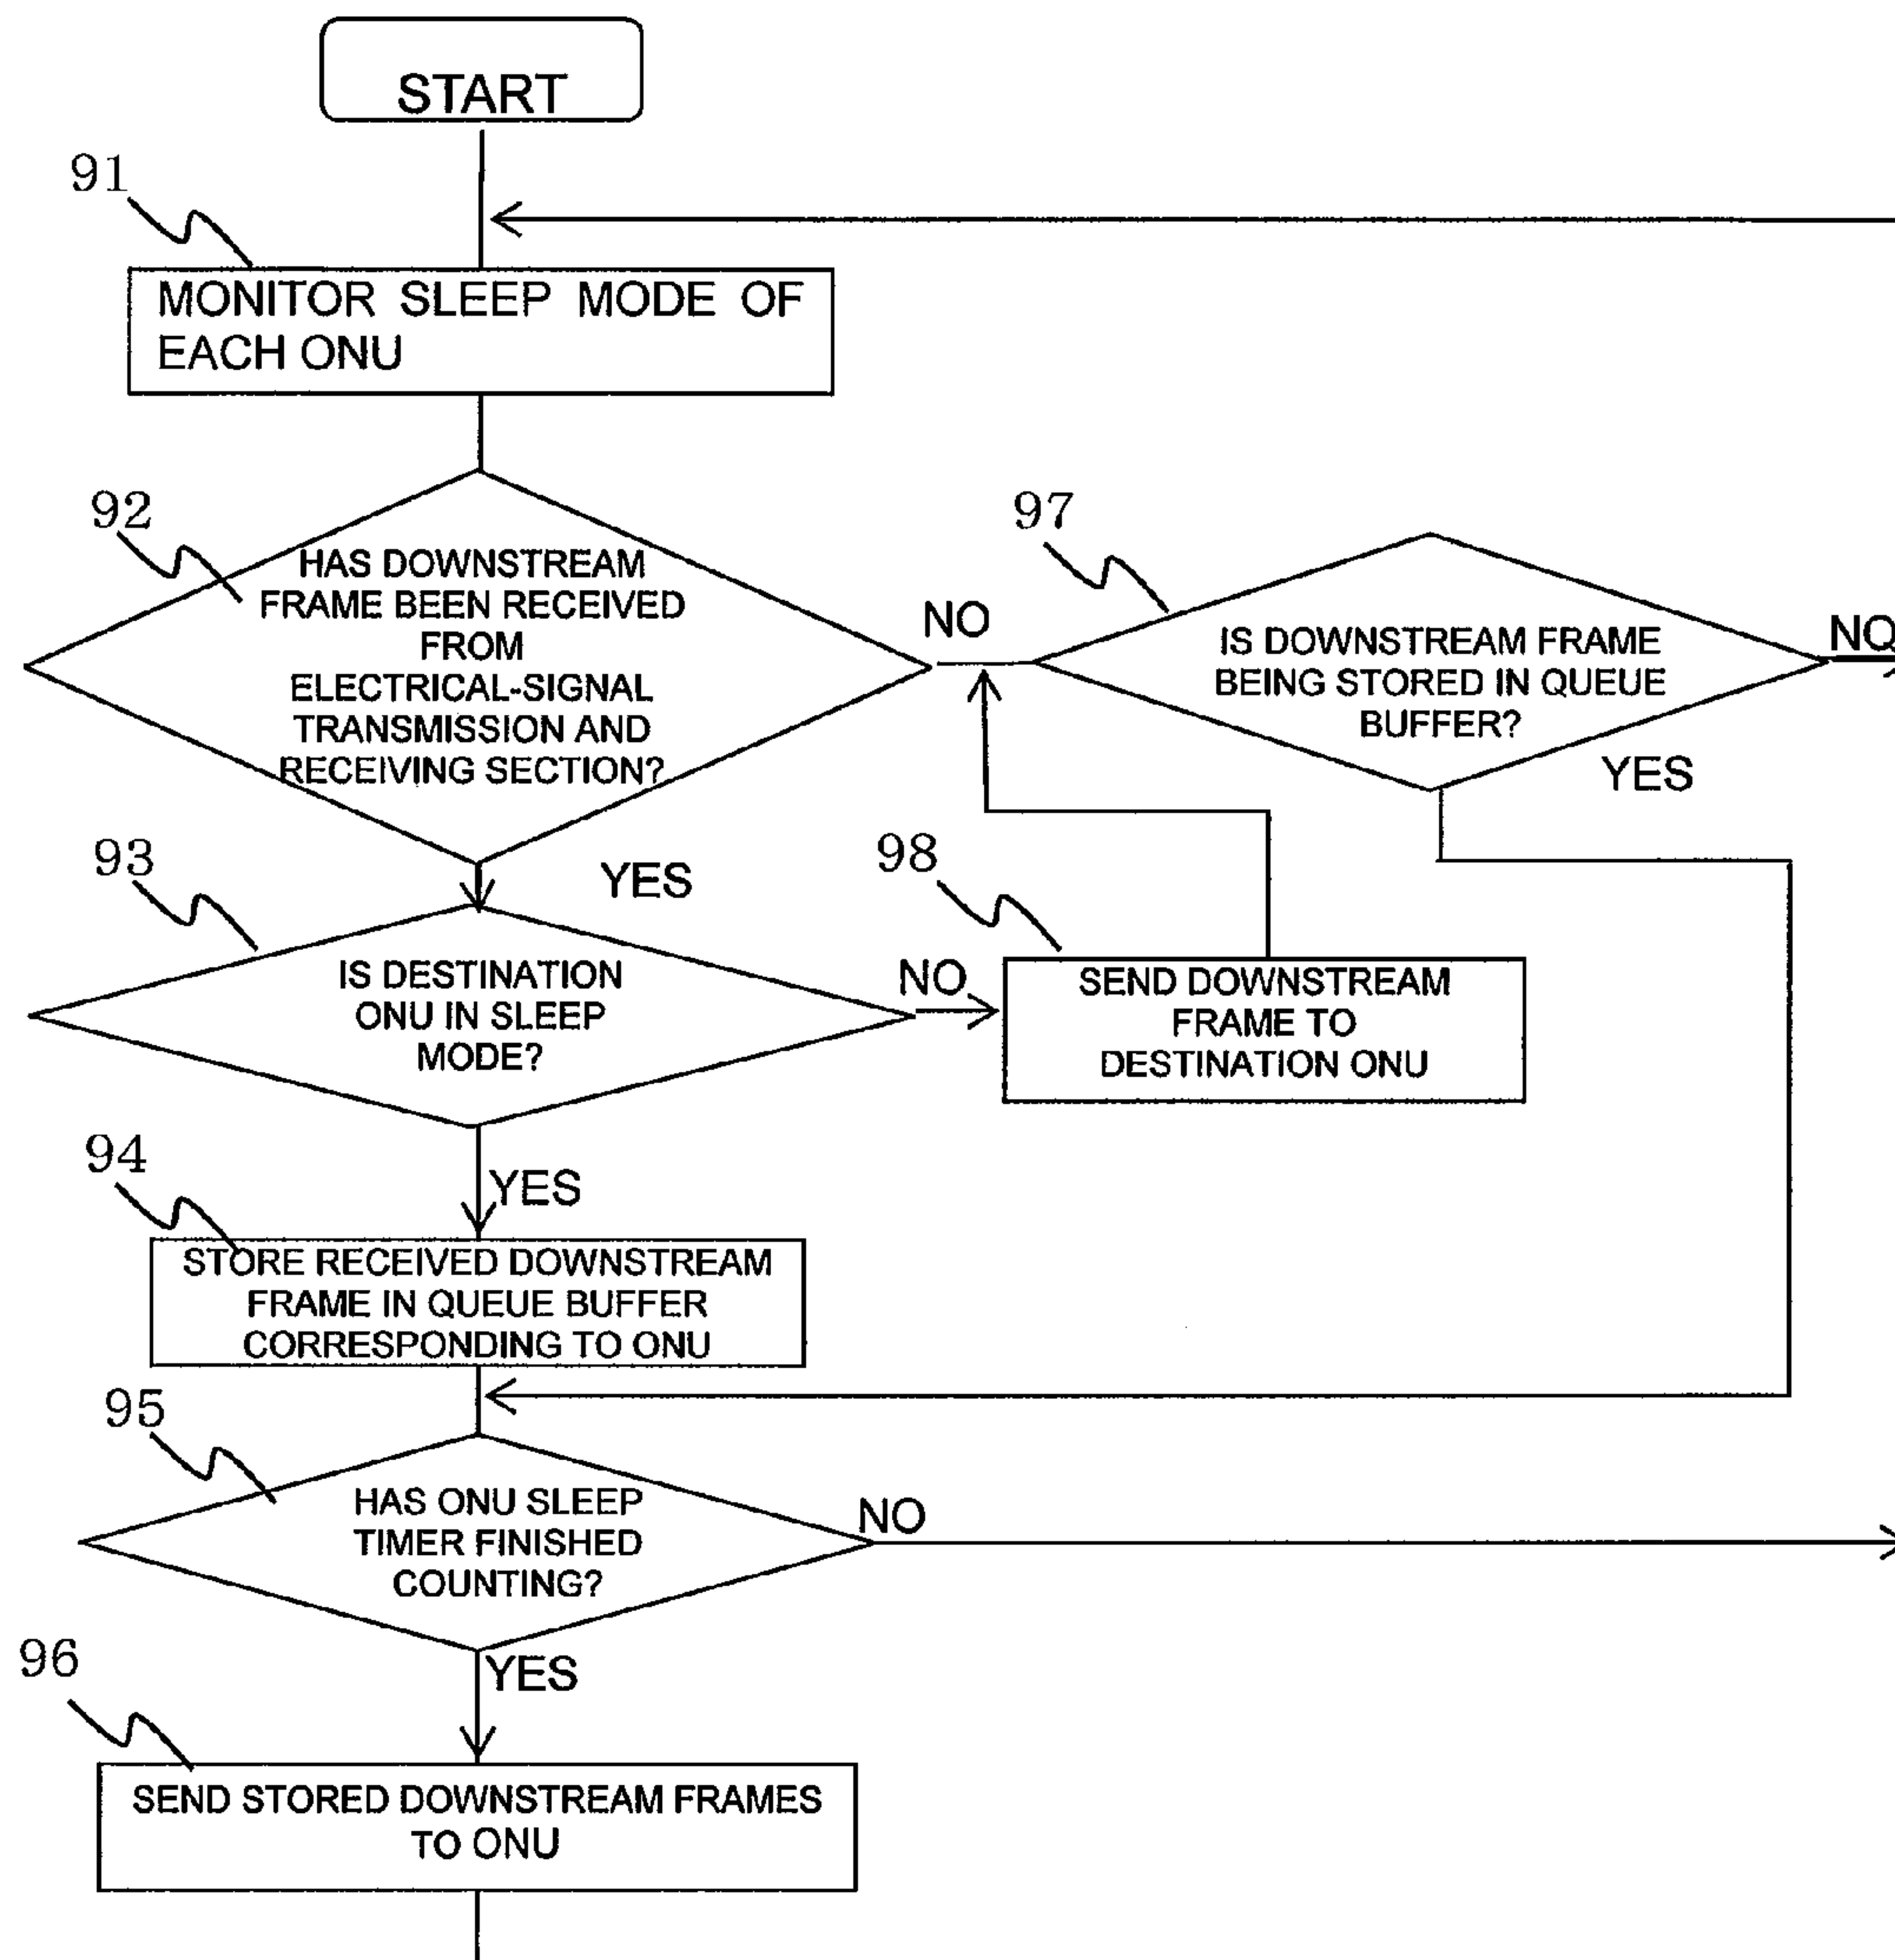 START
91
MONITOR SLEEP MODE OF
EACH ONU
92
HAS DOWNSTREAM
FRAME BEEN RECEIVED
FROM
ELECTRICAL-SIGNAL
TRANSMISSION AND
RECEIVING SECTION?
NO
97
IS DOWNSTREAM FRAME
BEING STORED IN QUEUE
BUFFER?
NO
YES
YES
93
IS DESTINATION
ONU IN SLEEP
MODE?
NO
98
SEND DOWNSTREAM
FRAME TO
DESTINATION ONU
YES
94
STORE RECEIVED DOWNSTREAM
FRAME IN QUEUE BUFFER
CORRESPONDING TO ONU
95
HAS ONU SLEEP
TIMER FINISHED
COUNTING?
NO
YES
96
SEND STORED DOWNSTREAM FRAMES
TO ONU